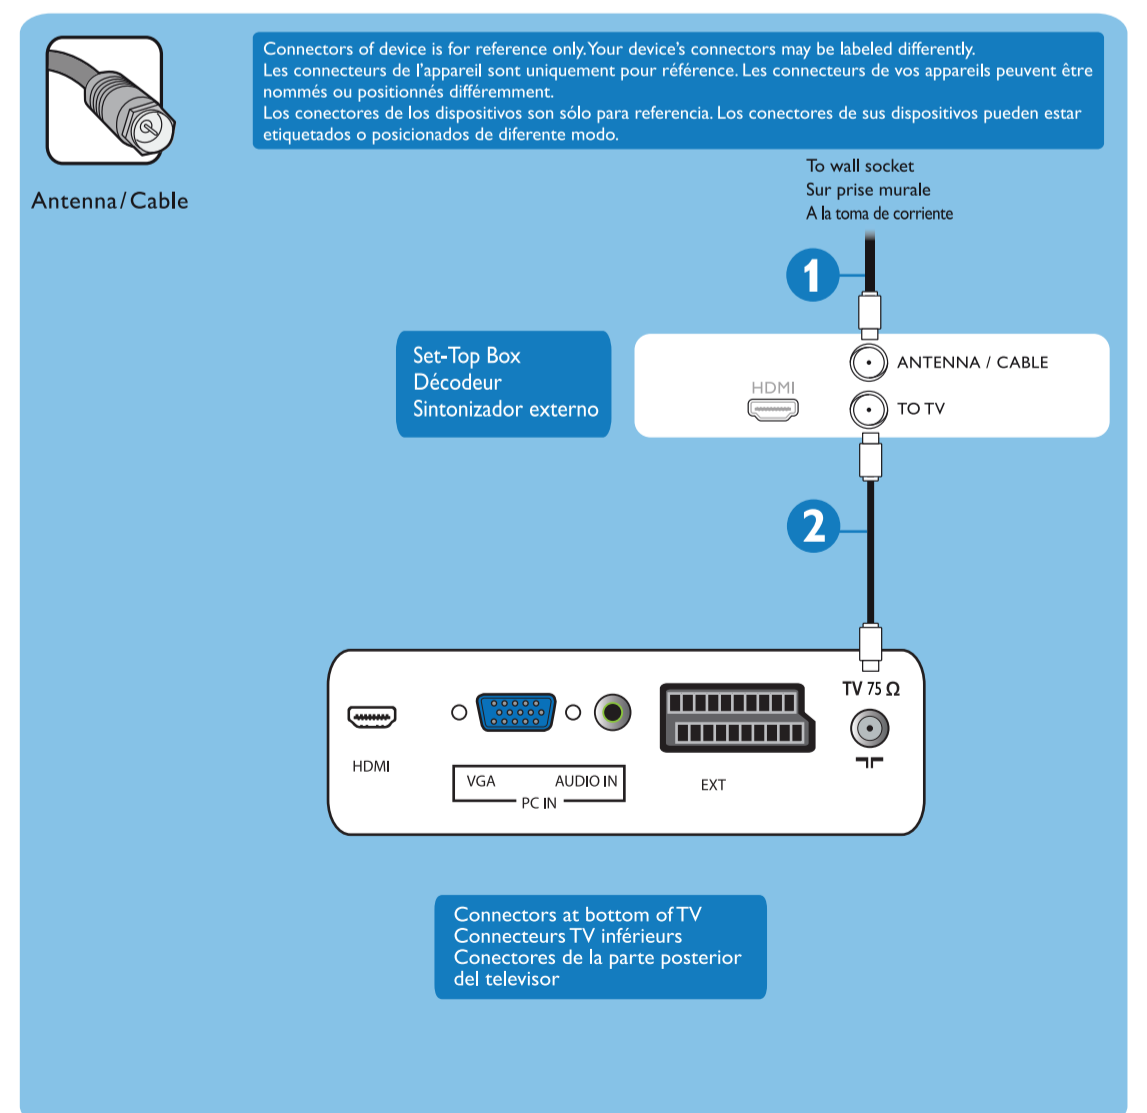 Connectors of device is for reference only. Your device's connectors may be labeled differently.
Les connecteurs de l'appareil sont uniquement pour référence. Les connecteurs de vos appareils peuvent être
nommés ou positionnés différemment.
Los conectores de los dispositivos son sólo para referencia. Los conectores de sus dispositivos pueden estar
etiquetados o posicionados de diferente modo.
Antenna/Cable
To wall socket
Sur prise murale
A la toma de corriente
1
Set-Top Box
Décodeur
Sintonizador externo
ANTENNA / CABLE
HDMI
TO TV
2
TV 75 Ω
HDMI
VGA
AUDIO IN
PC IN
EXT
Connectors at bottom of TV
Connecteurs TV inférieurs
Conectores de la parte posterior
del televisor